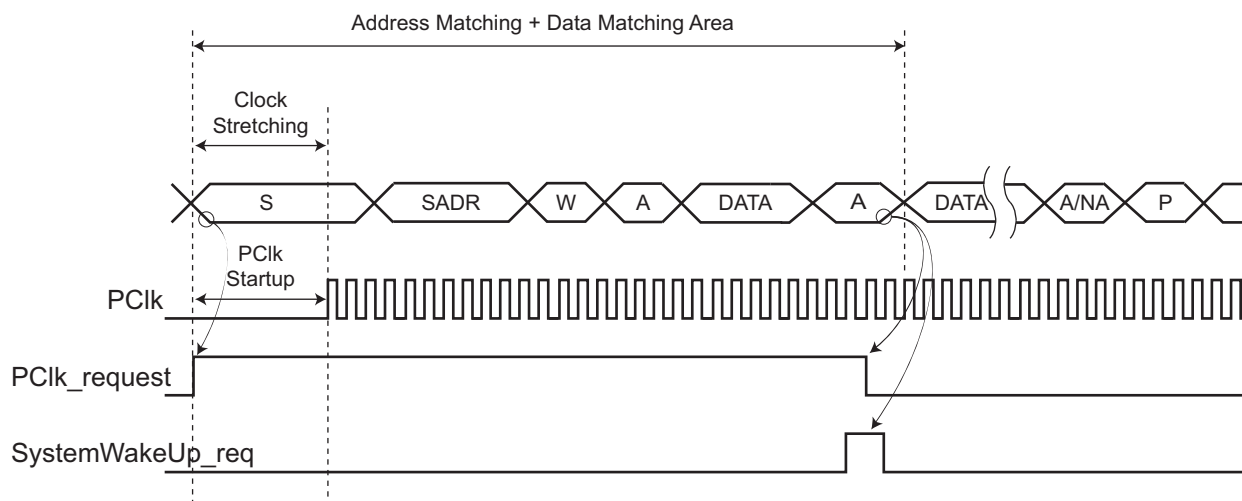 Address Matching + Data Matching Area
Clock
Stretching
S
SADR
W
A
DATA
A
DATA
A/NA
P
PClk
Startup
PClk
PClk_request
SystemWakeUp_req